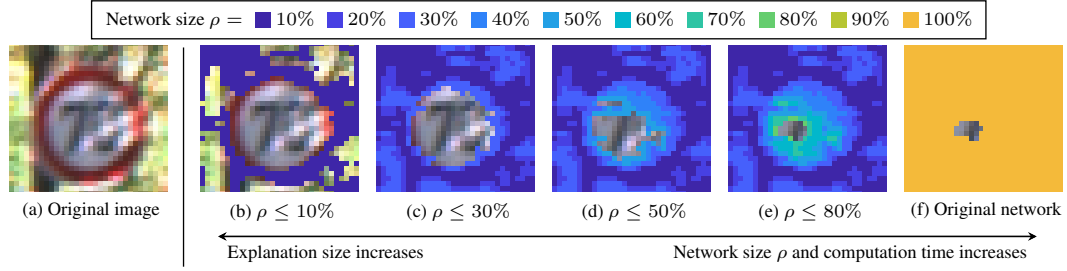 Network size ρ = 10% 20% 30% 40% 50% 60% 70% 80% 90% 100%
(a) Original image (b) ρ ≤ 10% (c) ρ ≤ 30% (d) ρ ≤ 50% (e) ρ ≤ 80% (f) Original network
Explanation size increases Network size ρ and computation time increases